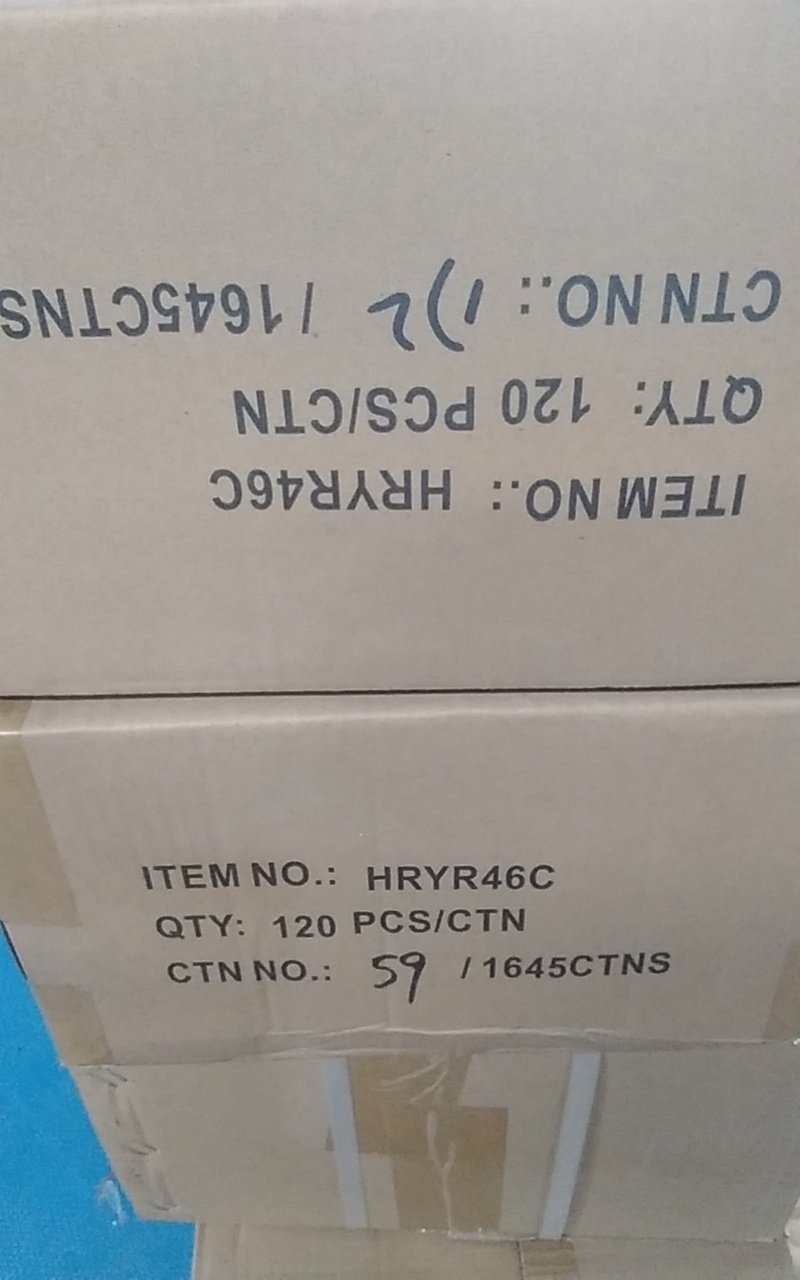 ITEM NO.: HRYR46C
QTY: 120 PCS/CTN
CTN NO.: / 1645CTNS
ITEM NO.: HRYR46C
QTY: 120 PCS/CTN
CTN NO.: 59 / 1645CTNS